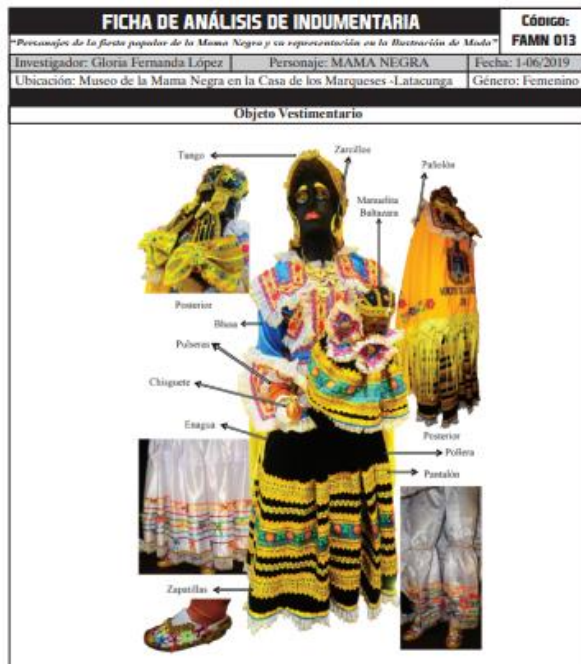 FICHA DE ANÁLISIS DE INDUMENTARIA
CÓDIGO:
FAMN 013
"Personajes de la fiesta popular de la Mama Negra y su representación en la Ilustración de Moda"
Investigador: Gloria Fernanda López
Personaje: MAMA NEGRA
Fecha: 1-06/2019
Ubicación: Museo de la Mama Negra en la Casa de los Marqueses -Latacunga
Género: Femenino
Objeto Vestimentario
Tango
Zarcillos
Pañolón
Manuelita
Baltazara
Posterior
Blusa
Pulseras
Chisguete
Enagua
Posterior
Pollera
Pantalón
Zapatillas